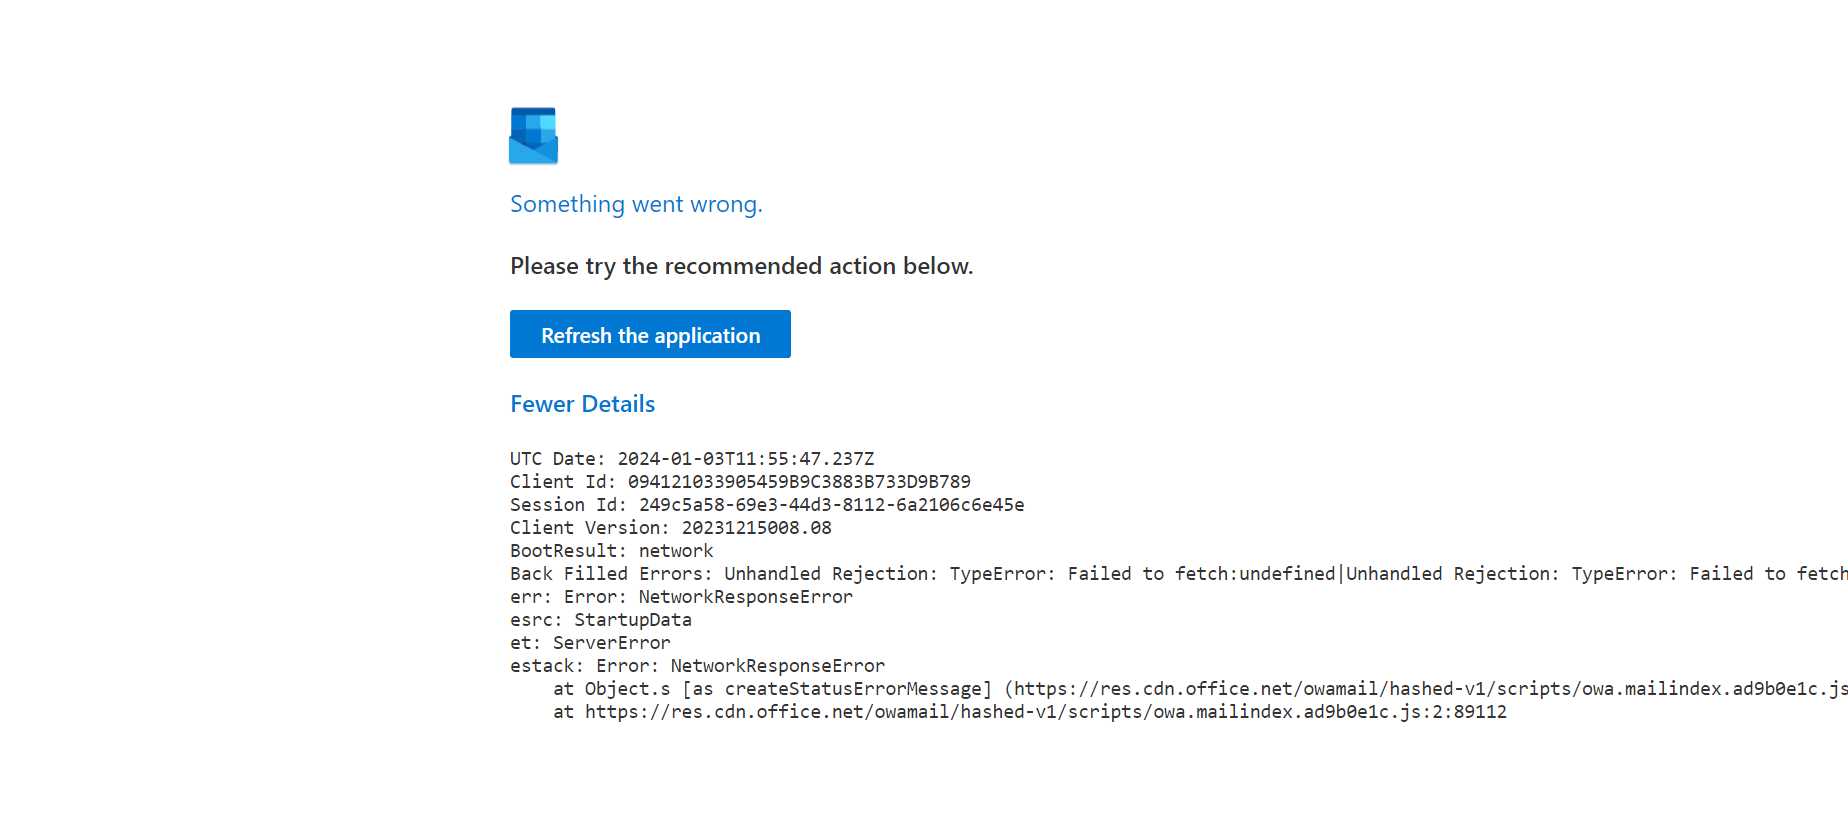 Something went wrong.
Please try the recommended action below.
Refresh the application
Fewer Details
UTC Date: 2024-01-03T11:55:47.237Z
Client Id: 094121033905459B9C3883B733D9B789
Session Id: 249c5a58-69e3-44d3-8112-6a2106c6e45e
Client Version: 20231215008.08
BootResult: network
Back Filled Errors: Unhandled Rejection: TypeError: Failed to fetch:undefined|Unhandled Rejection: TypeError: Failed to fetch
err: Error: NetworkResponseError
esrc: StartupData
et: ServerError
estack: Error: NetworkResponseError
    at Object.s [as createStatusErrorMessage] (https://res.cdn.office.net/owamail/hashed-v1/scripts/owa.mailindex.ad9b0e1c.js
    at https://res.cdn.office.net/owamail/hashed-v1/scripts/owa.mailindex.ad9b0e1c.js:2:89112